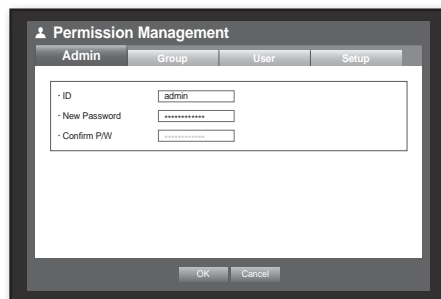 Permission Management
Admin Group User Setup
· ID admin
· New Password ************
· Confirm P/W ************
OK Cancel